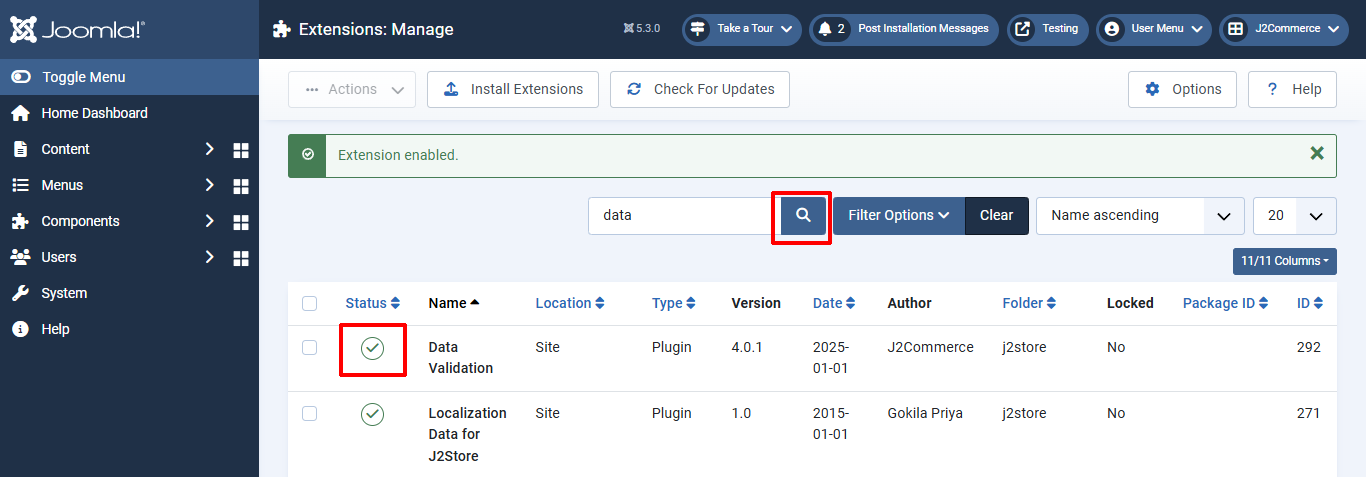 Joomla!
Extensions: Manage
5.3.0
Take a Tour
2 Post Installation Messages
Testing
User Menu
J2Commerce
Toggle Menu
Home Dashboard
Content
Menus
Components
Users
System
Help
Actions
Install Extensions
Check For Updates
Options
? Help
Extension enabled.
data
Filter Options
Clear
Name ascending
20
11/11 Columns
Status Name Location Type Version Date Author Folder Locked Package ID ID
Data Site Plugin 4.0.1 2025- J2Commerce j2store No 292
Validation 01-01
Localization Site Plugin 1.0 2015- Gokila Priya j2store No 271
Data for 01-01
J2Store